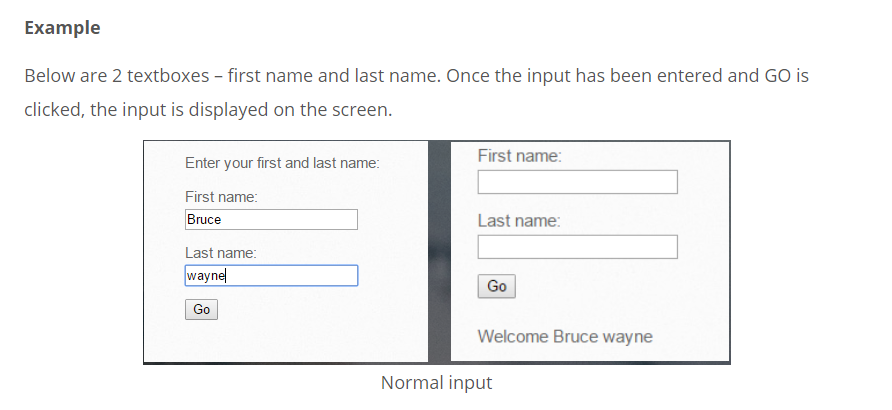 Example
Below are 2 textboxes – first name and last name. Once the input has been entered and GO is
clicked, the input is displayed on the screen.
Enter your first and last name:
First name:
Bruce
Last name:
wayne
Go
First name:
Last name:
Go
Welcome Bruce wayne
Normal input